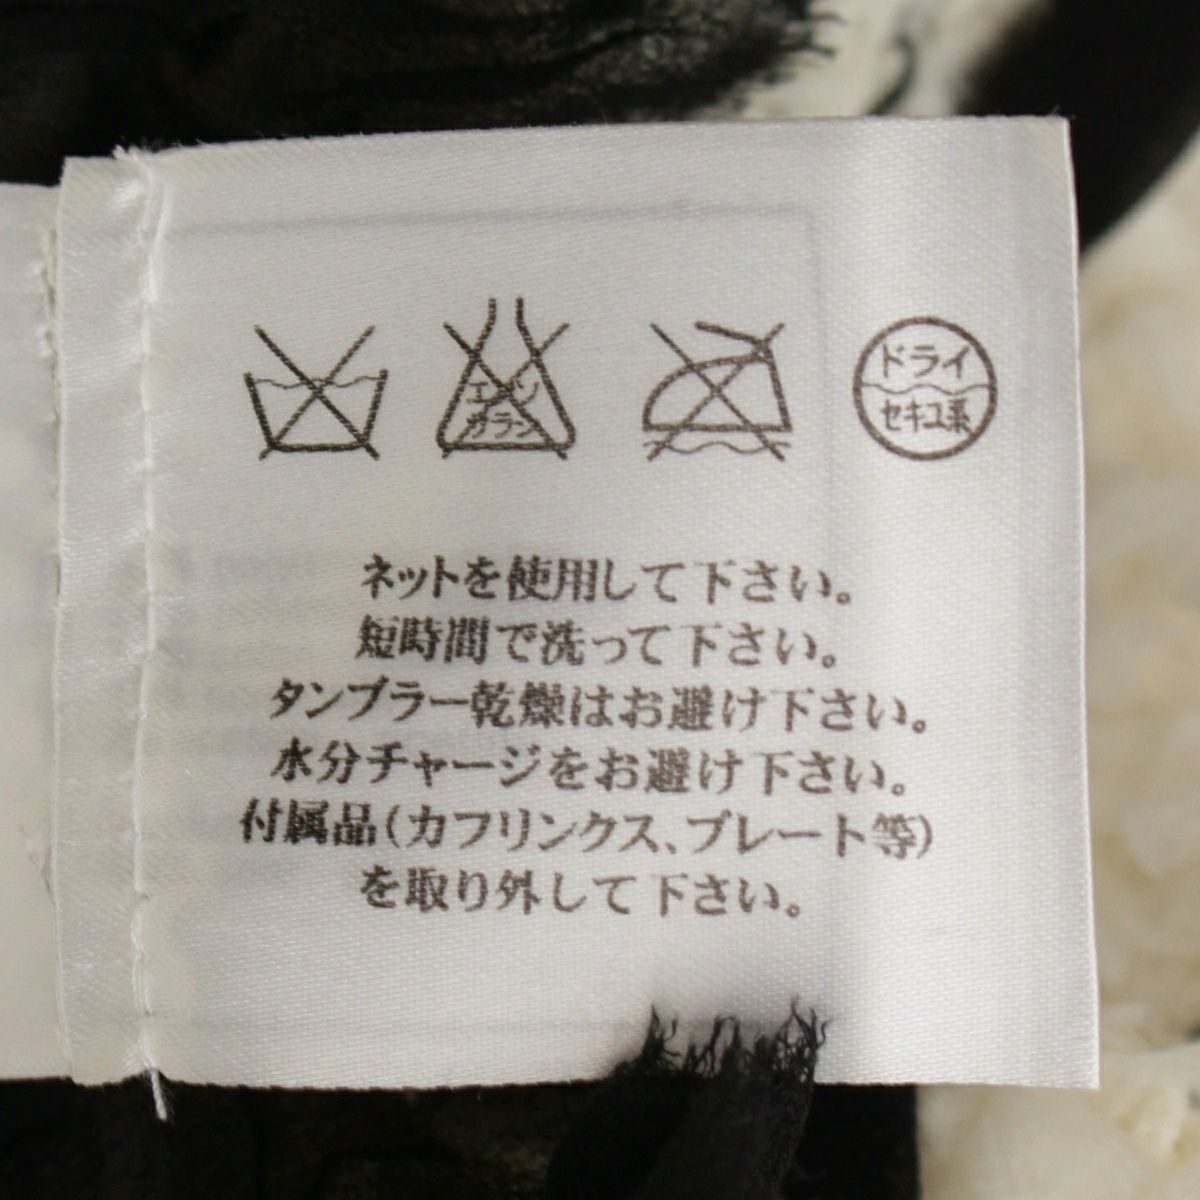 エンソ
サラシ
ドライ
セキユ系
ネットを使用して下さい。
短時間で洗って下さい。
タンブラー乾燥はお避け下さい。
水分チャージをお避け下さい。
付属品(カフリンクス、プレート等)
を取り外して下さい。